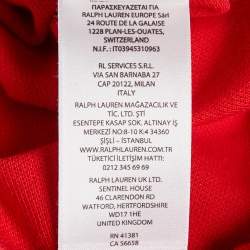 ΠΑΡΑΣΚΕΥΑΖΕΤΑΙ ΓΙΑ ΤΗ
RALPH LAUREN EUROPE Sàrl
24 ROUTE DE LA GALAISE
1228 PLAN-LES-OUATES,
SWITZERLAND
N.I.F.: IT03945310963
RL SERVICES S.R.L.
VIA SAN BARNABA 27
CAP 20122, MILAN
ITALY
RALPH LAUREN MAĞAZACILIK VE
TİC. LTD. ŞTİ
ESENTEPE KASAP SOK, ALTINAY İŞ
MERKEZİ NO:8-10 K:4 34360
ŞİŞLİ-İSTANBUL
WWW.RALPHLAUREN.COM.TR
TÜKETİCİ İLETİŞİM HATTI:
0212 345 69 69
RALPH LAUREN UK LTD.
SENTINEL HOUSE
46 CLARENDON RD
WATFORD, HERTFORDSHIRE
WD17 1HE
UNITED KINGDOM
RN 41381
CA 56658